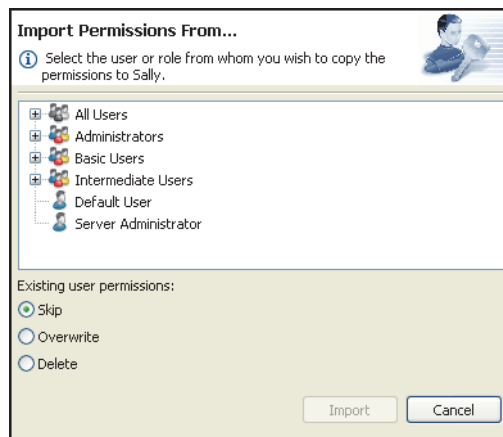 Import Permissions From...
Select the user or role from whom you wish to copy the
permissions to Sally.
All Users
Administrators
Basic Users
Intermediate Users
Default User
Server Administrator
Existing user permissions:
Skip
Overwrite
Delete
Import
Cancel